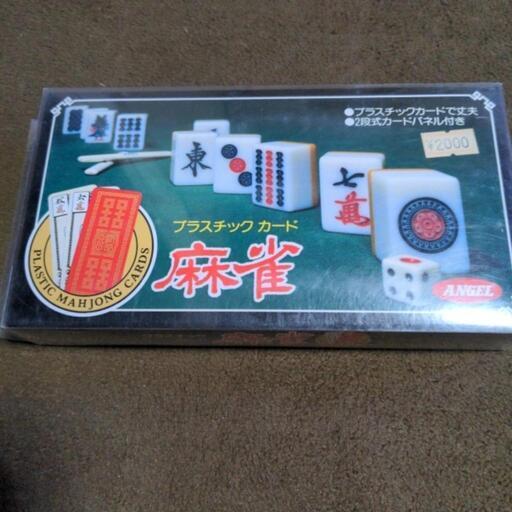 ●プラスチックカードで丈夫
●2段式カードパネル付き
¥2000
東
七
萬
プラスチック カード
麻雀
PLASTIC MAHJONG CARDS
ANGEL